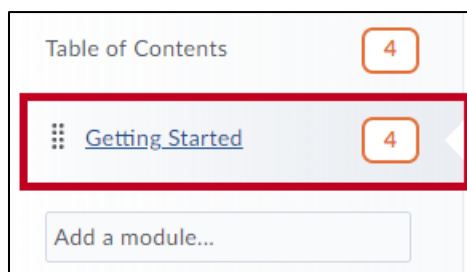 Table of Contents 4
Getting Started 4
Add a module...